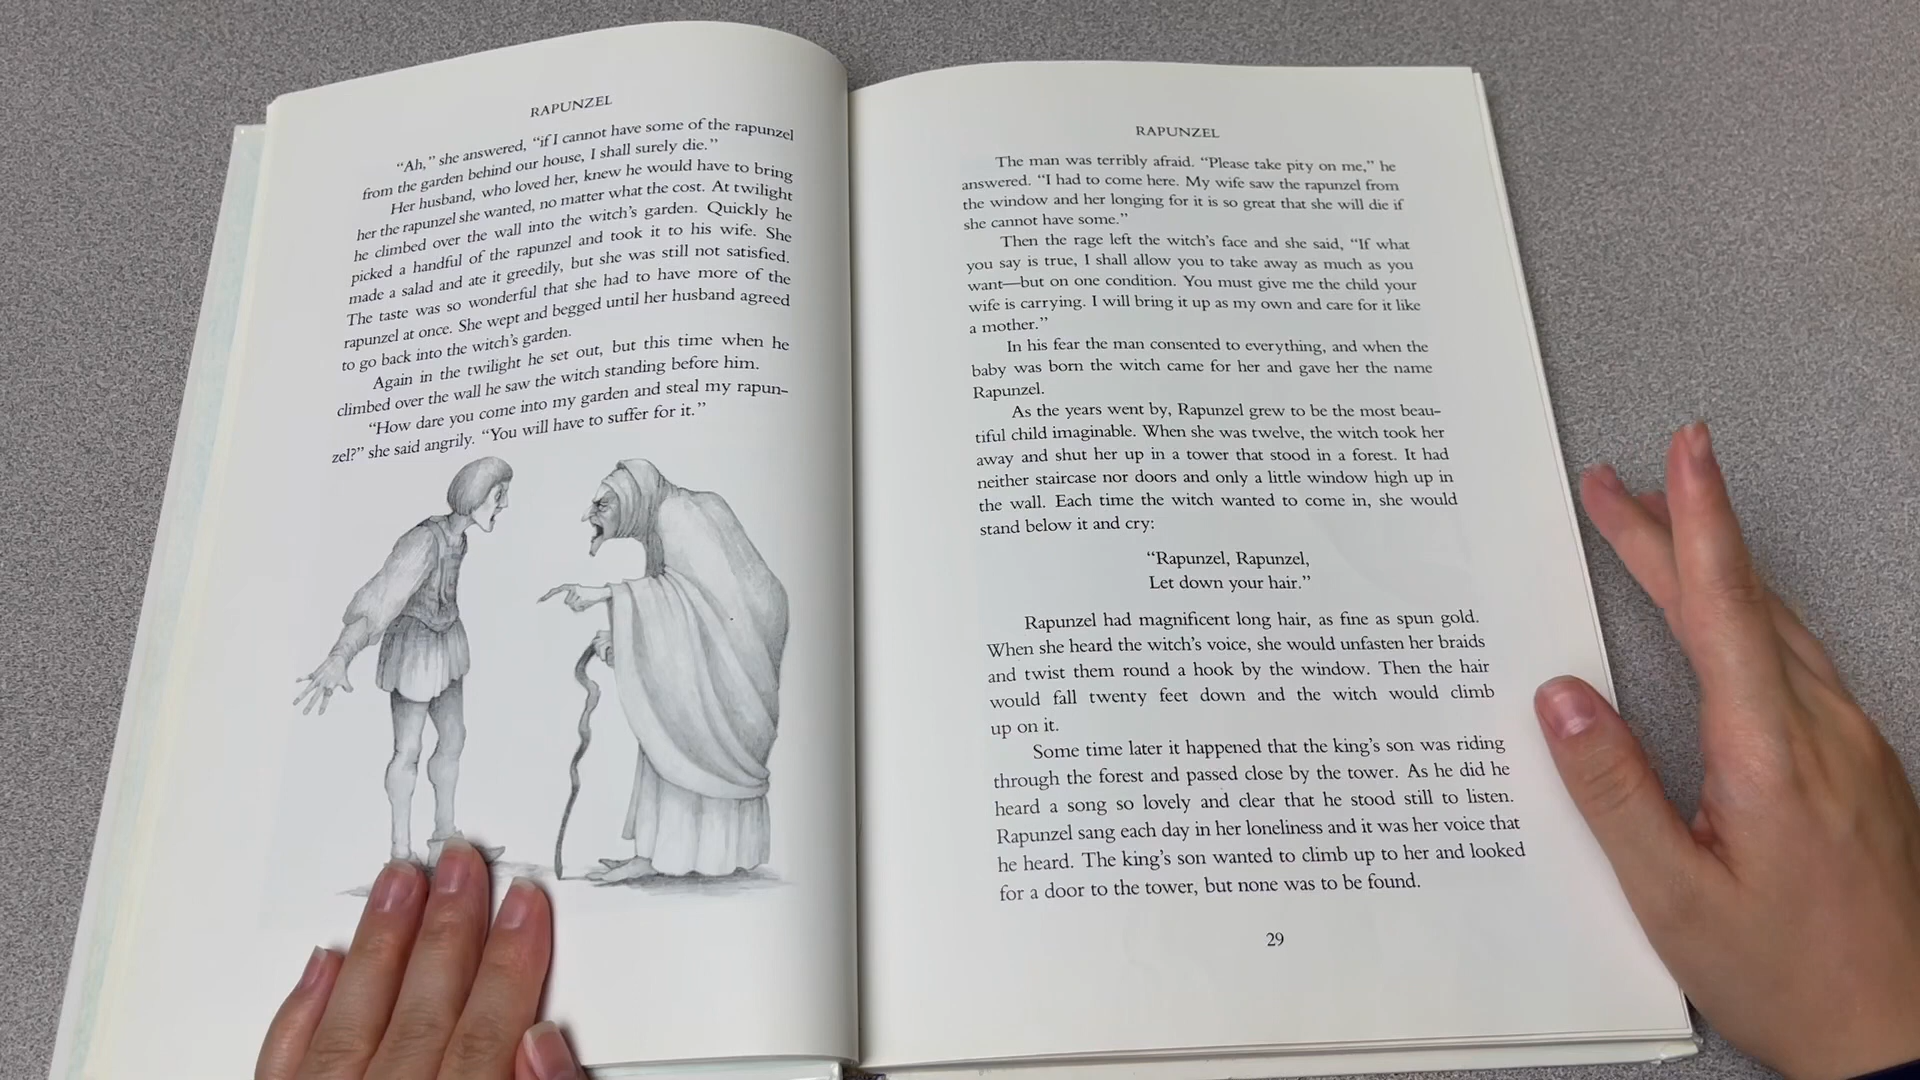 RAPUNZEL
“Ah,” she answered, “if I cannot have some of the rapunzel
from the garden behind our house, I shall surely die.”
Her husband, who loved her, knew he would have to bring
her the rapunzel she wanted, no matter what the cost. At twilight
he climbed over the wall into the witch’s garden. Quickly he
picked a handful of the rapunzel and took it to his wife. She
made a salad and ate it greedily, but she was still not satisfied.
The taste was so wonderful that she had to have more of the
rapunzel at once. She wept and begged until her husband agreed
to go back into the witch’s garden.
Again in the twilight he set out, but this time when he
climbed over the wall he saw the witch standing before him.
“How dare you come into my garden and steal my rapun-
zel?” she said angrily. “You will have to suffer for it.”
RAPUNZEL
The man was terribly afraid. “Please take pity on me,” he
answered. “I had to come here. My wife saw the rapunzel from
the window and her longing for it is so great that she will die if
she cannot have some.”
Then the rage left the witch’s face and she said, “If what
you say is true, I shall allow you to take away as much as you
want—but on one condition. You must give me the child your
wife is carrying. I will bring it up as my own and care for it like
a mother.”
In his fear the man consented to everything, and when the
baby was born the witch came for her and gave her the name
Rapunzel.
As the years went by, Rapunzel grew to be the most beau-
tiful child imaginable. When she was twelve, the witch took her
away and shut her up in a tower that stood in a forest. It had
neither staircase nor doors and only a little window high up in
the wall. Each time the witch wanted to come in, she would
stand below it and cry:
“Rapunzel, Rapunzel,
Let down your hair.”
Rapunzel had magnificent long hair, as fine as spun gold.
When she heard the witch’s voice, she would unfasten her braids
and twist them round a hook by the window. Then the hair
would fall twenty feet down and the witch would climb
up on it.
Some time later it happened that the king’s son was riding
through the forest and passed close by the tower. As he did he
heard a song so lovely and clear that he stood still to listen.
Rapunzel sang each day in her loneliness and it was her voice that
he heard. The king’s son wanted to climb up to her and looked
for a door to the tower, but none was to be found.
29